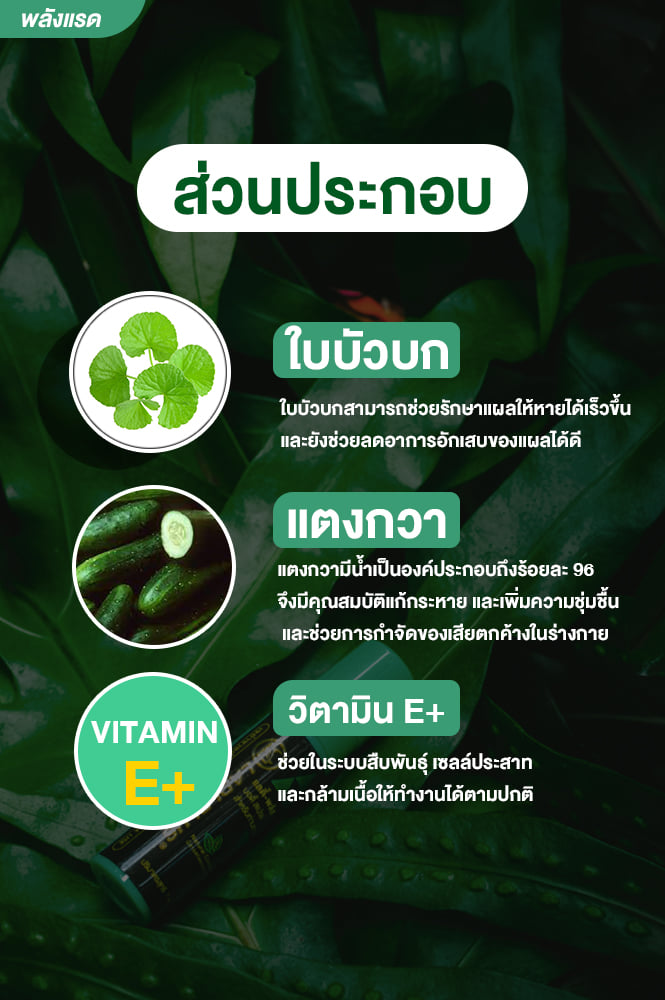 พลังแรด
ส่วนประกอบ
ใบบัวบก
ใบบัวบกสามารถช่วยรักษาแผลให้หายได้เร็วขึ้น
และยังช่วยลดอาการอักเสบของแผลได้ดี
แตงกวา
แตงกวามีน้ำเป็นองค์ประกอบถึงร้อยละ 96
จึงมีคุณสมบัติแก้กระหาย และเพิ่มความชุ่มชื้น
และช่วยการกำจัดของเสียตกค้างในร่างกาย
VITAMIN
E+
วิตามิน E+
ช่วยในระบบสืบพันธุ์ เซลล์ประสาท
และกล้ามเนื้อให้ทำงานได้ตามปกติ